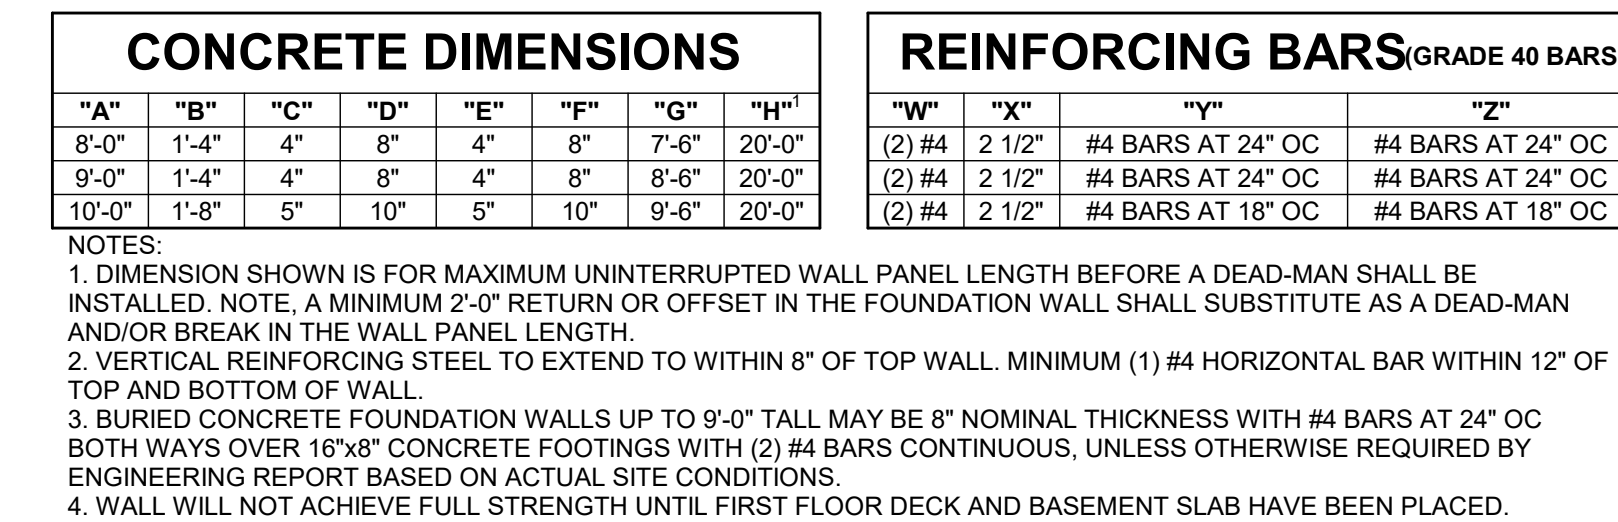 CONCRETE DIMENSIONS
"A" "B" "C" "D" "E" "F" "G" "H"1
8'-0" 1'-4" 4" 8" 4" 8" 7'-6" 20'-0"
9'-0" 1'-4" 4" 8" 4" 8" 8'-6" 20'-0"
10'-0" 1'-8" 5" 10" 5" 10" 9'-6" 20'-0"
REINFORCING BARS(GRADE 40 BARS
"W" "X" "Y" "Z"
(2) #4 2 1/2" #4 BARS AT 24" OC #4 BARS AT 24" OC
(2) #4 2 1/2" #4 BARS AT 24" OC #4 BARS AT 24" OC
(2) #4 2 1/2" #4 BARS AT 18" OC #4 BARS AT 18" OC
NOTES:
1. DIMENSION SHOWN IS FOR MAXIMUM UNINTERRUPTED WALL PANEL LENGTH BEFORE A DEAD-MAN SHALL BE
INSTALLED. NOTE, A MINIMUM 2'-0" RETURN OR OFFSET IN THE FOUNDATION WALL SHALL SUBSTITUTE AS A DEAD-MAN
AND/OR BREAK IN THE WALL PANEL LENGTH.
2. VERTICAL REINFORCING STEEL TO EXTEND TO WITHIN 8" OF TOP WALL. MINIMUM (1) #4 HORIZONTAL BAR WITHIN 12" OF
TOP AND BOTTOM OF WALL.
3. BURIED CONCRETE FOUNDATION WALLS UP TO 9'-0" TALL MAY BE 8" NOMINAL THICKNESS WITH #4 BARS AT 24" OC
BOTH WAYS OVER 16"x8" CONCRETE FOOTINGS WITH (2) #4 BARS CONTINUOUS, UNLESS OTHERWISE REQUIRED BY
ENGINEERING REPORT BASED ON ACTUAL SITE CONDITIONS.
4. WALL WILL NOT ACHIEVE FULL STRENGTH UNTIL FIRST FLOOR DECK AND BASEMENT SLAB HAVE BEEN PLACED.